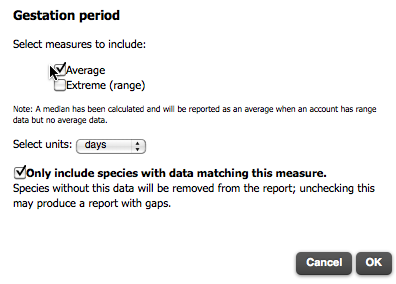 Gestation period
Select measures to include:
Average
Extreme (range)
Note: A median has been calculated and will be reported as an average when an account has range
data but no average data.
Select units: days
Only include species with data matching this measure.
Species without this data will be removed from the report; unchecking this
may produce a report with gaps.
Cancel OK